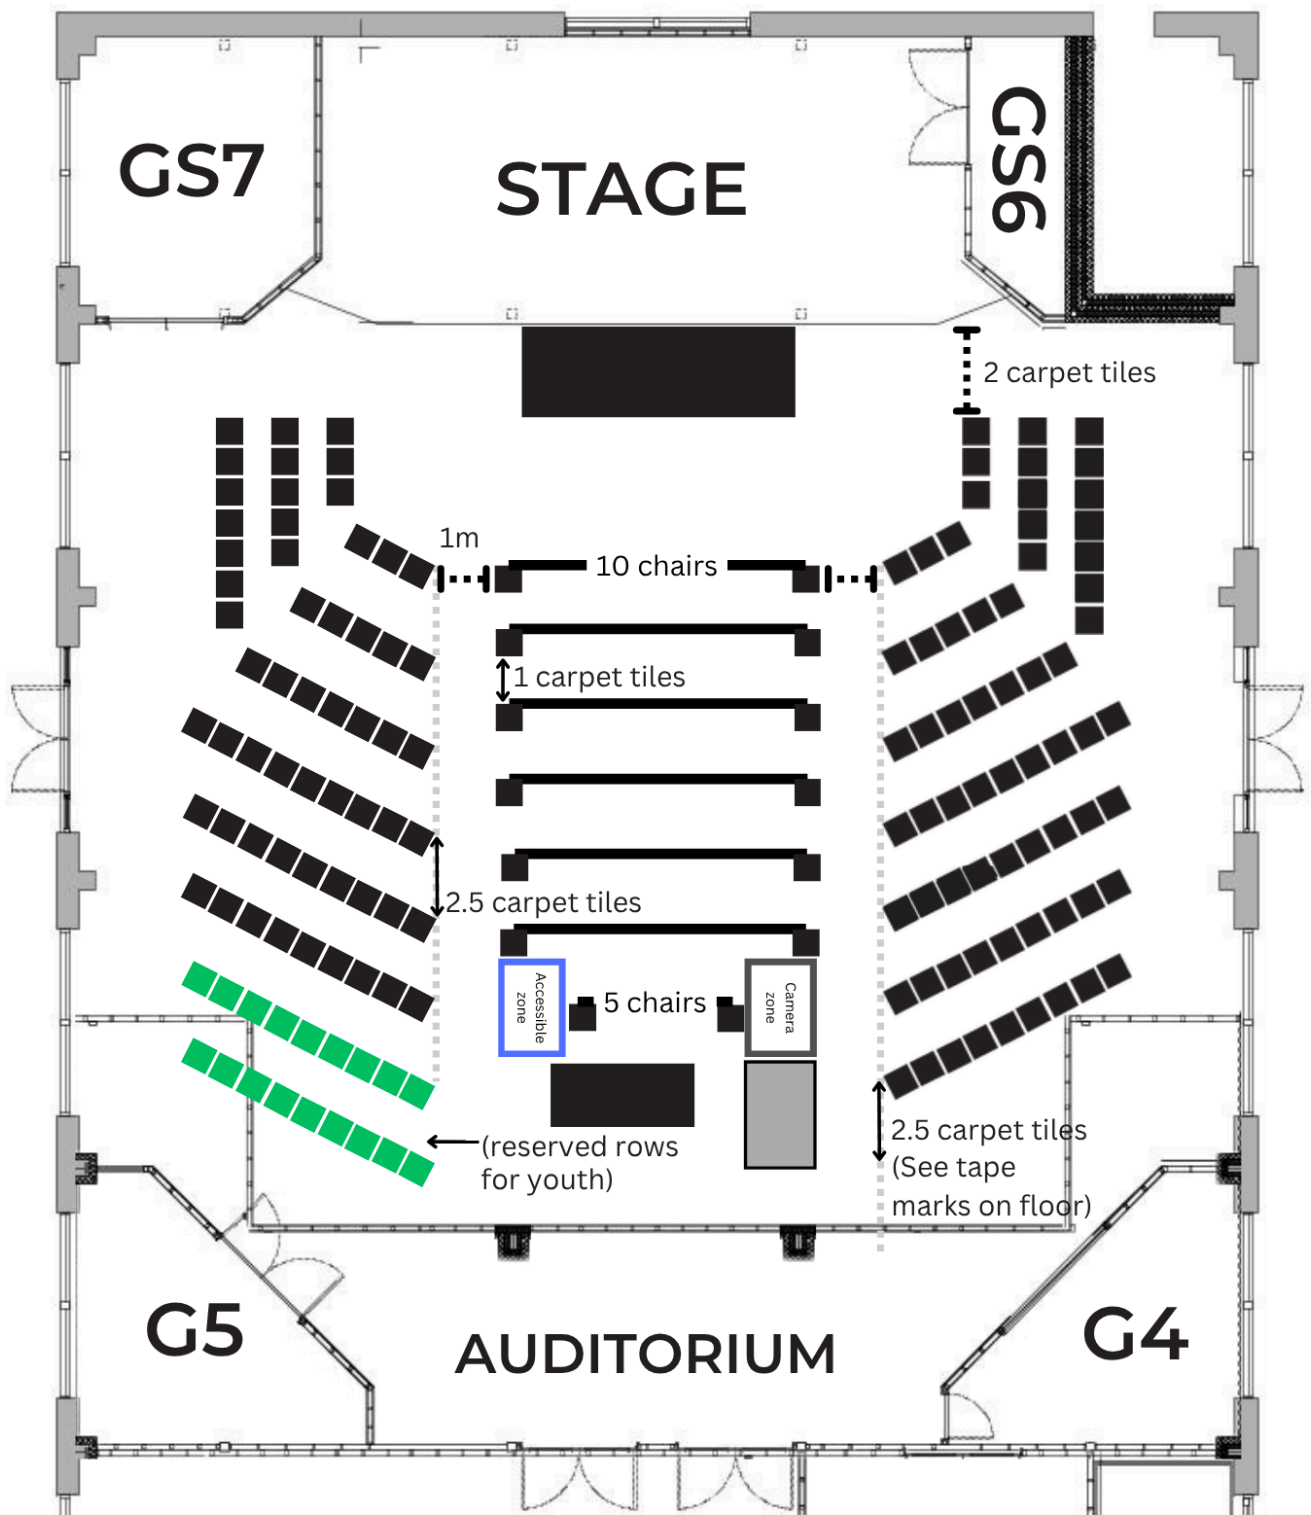 GS7
STAGE
GS6
2 carpet tiles
1m
10 chairs
1 carpet tiles
2.5 carpet tiles
Accessible
zone
5 chairs
Camera
zone
(reserved rows
for youth)
2.5 carpet tiles
(See tape
marks on floor)
G5
AUDITORIUM
G4